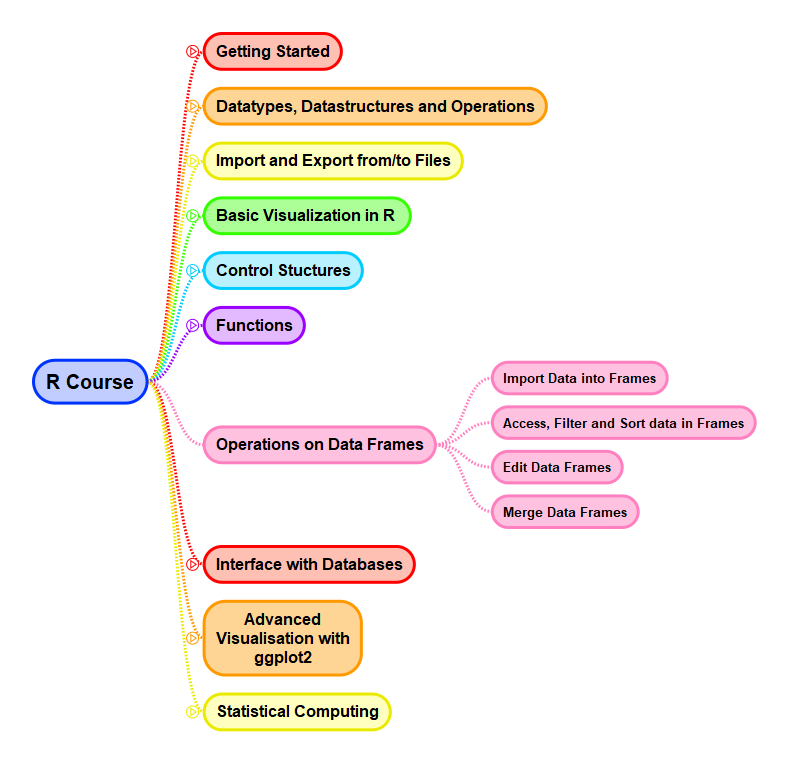 Getting Started
Datatypes, Datastructures and Operations
Import and Export from/to Files
Basic Visualization in R
Control Stuctures
Functions
R Course
Operations on Data Frames
Import Data into Frames
Access, Filter and Sort data in Frames
Edit Data Frames
Merge Data Frames
Interface with Databases
Advanced
Visualisation with
ggplot2
Statistical Computing